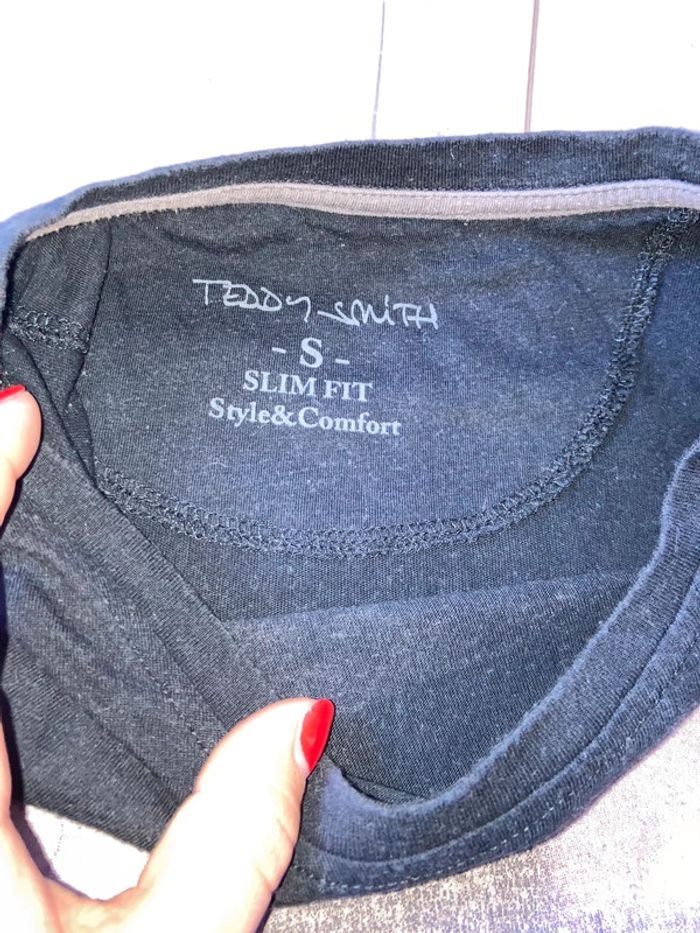 TEDDY SMITH
- S -
SLIM FIT
Style&Comfort